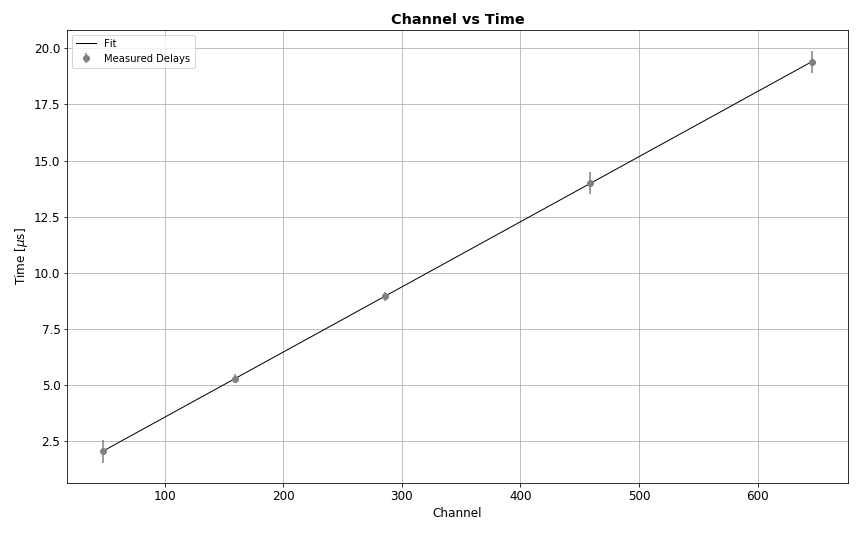 Channel vs Time
Fit
Measured Delays
20.0
17.5
15.0
12.5
10.0
7.5
5.0
2.5
Time [μs]
100 200 300 400 500 600
Channel